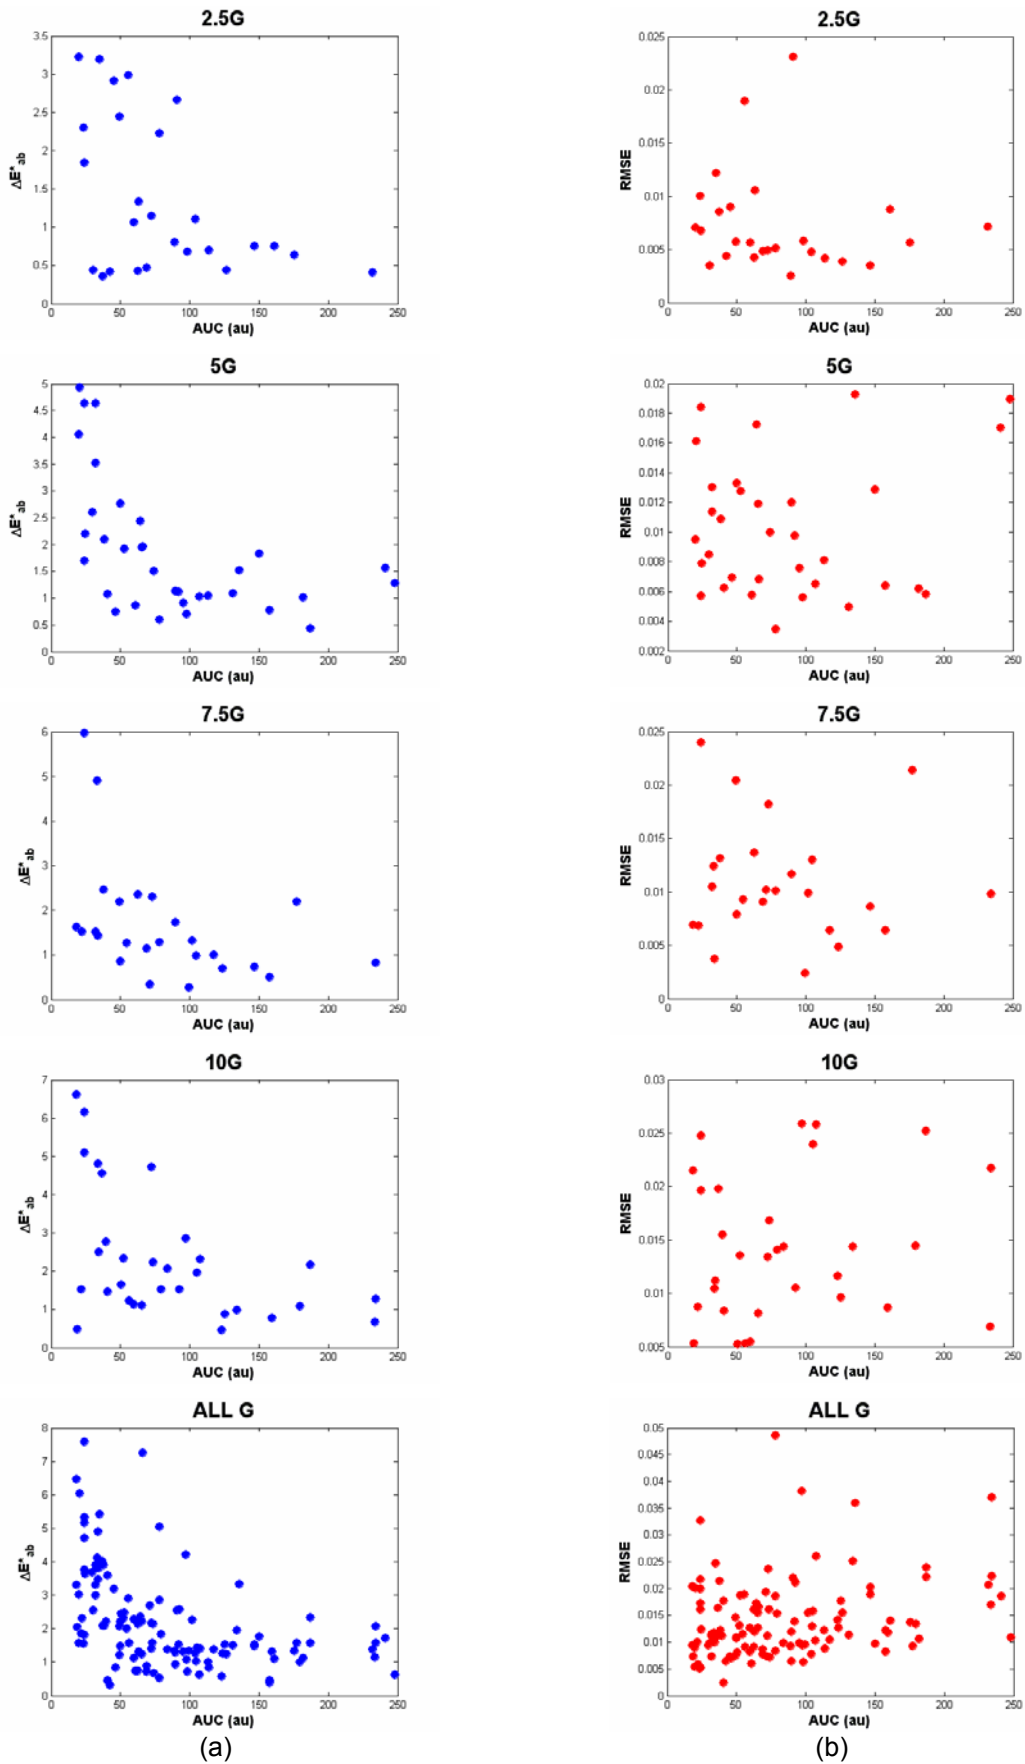 2.5G
3.5
3
2.5
2
1.5
1
0.5
0
ΔE*ab
0 50 100 150 200 250
AUC (au)
2.5G
0.025
0.02
0.015
0.01
0.005
0
RMSE
0 50 100 150 200 250
AUC (au)
5G
5
4.5
4
3.5
3
2.5
2
1.5
1
0.5
0
ΔE*ab
0 50 100 150 200 250
AUC (au)
5G
0.02
0.018
0.016
0.014
0.012
0.01
0.008
0.006
0.004
0.002
RMSE
0 50 100 150 200 250
AUC (au)
7.5G
6
5
4
3
2
1
0
ΔE*ab
0 50 100 150 200 250
AUC (au)
7.5G
0.025
0.02
0.015
0.01
0.005
0
RMSE
0 50 100 150 200 250
AUC (au)
10G
7
6
5
4
3
2
1
0
ΔE*ab
0 50 100 150 200 250
AUC (au)
10G
0.03
0.025
0.02
0.015
0.01
0.005
RMSE
0 50 100 150 200 250
AUC (au)
ALL G
8
7
6
5
4
3
2
1
0
ΔE*ab
0 50 100 150 200 250
AUC (au)
(a)
ALL G
0.05
0.045
0.04
0.035
0.03
0.025
0.02
0.015
0.01
0.005
0
RMSE
0 50 100 150 200 250
AUC (au)
(b)